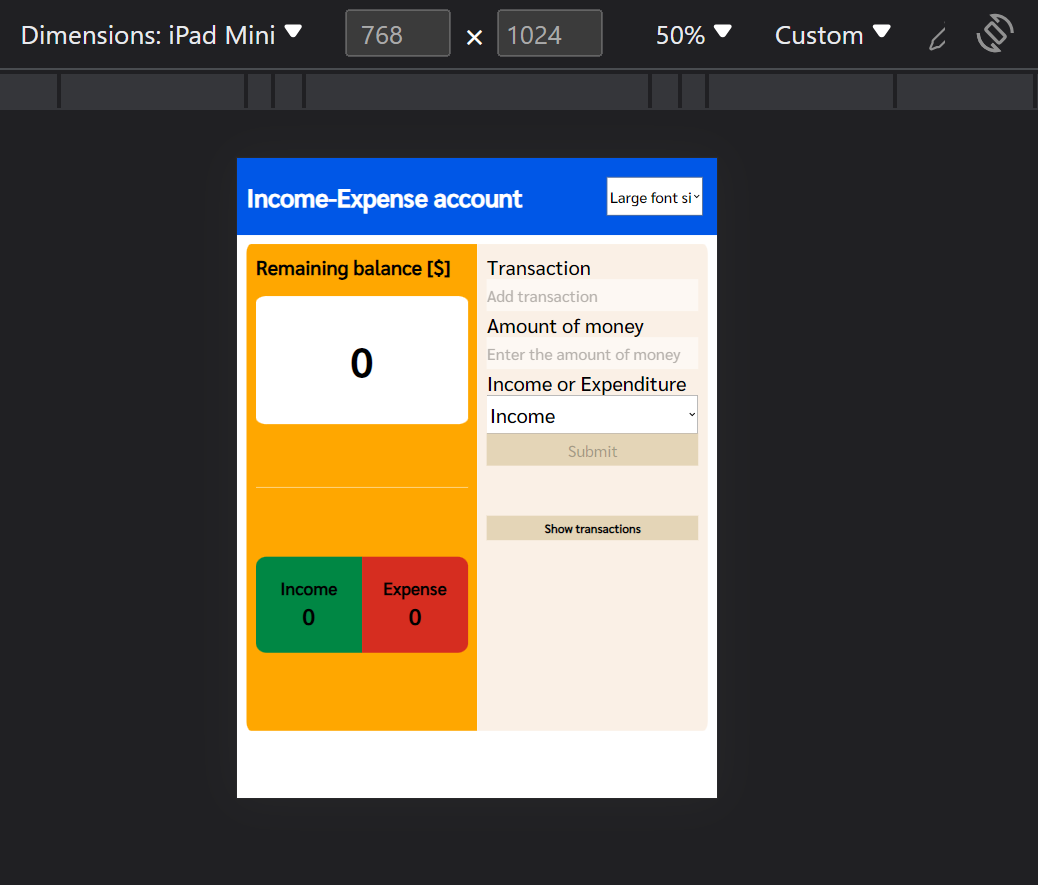 Dimensions: iPad Mini 768 × 1024 50% Custom
Income-Expense account
Large font si
Remaining balance [$]
0
Income
0
Expense
0
Transaction
Add transaction
Amount of money
Enter the amount of money
Income or Expenditure
Income
Submit
Show transactions